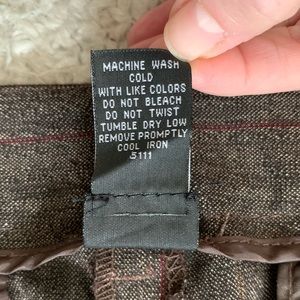 MACHINE WASH
COLD
WITH LIKE COLORS
DO NOT BLEACH
DO NOT TWIST
TUMBLE DRY LOW
REMOVE PROMPTLY
COOL IRON
5111